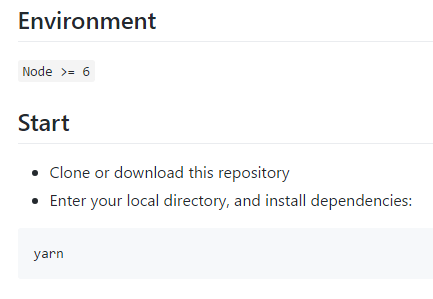 Environment
Node >= 6
Start
Clone or download this repository
Enter your local directory, and install dependencies:
yarn